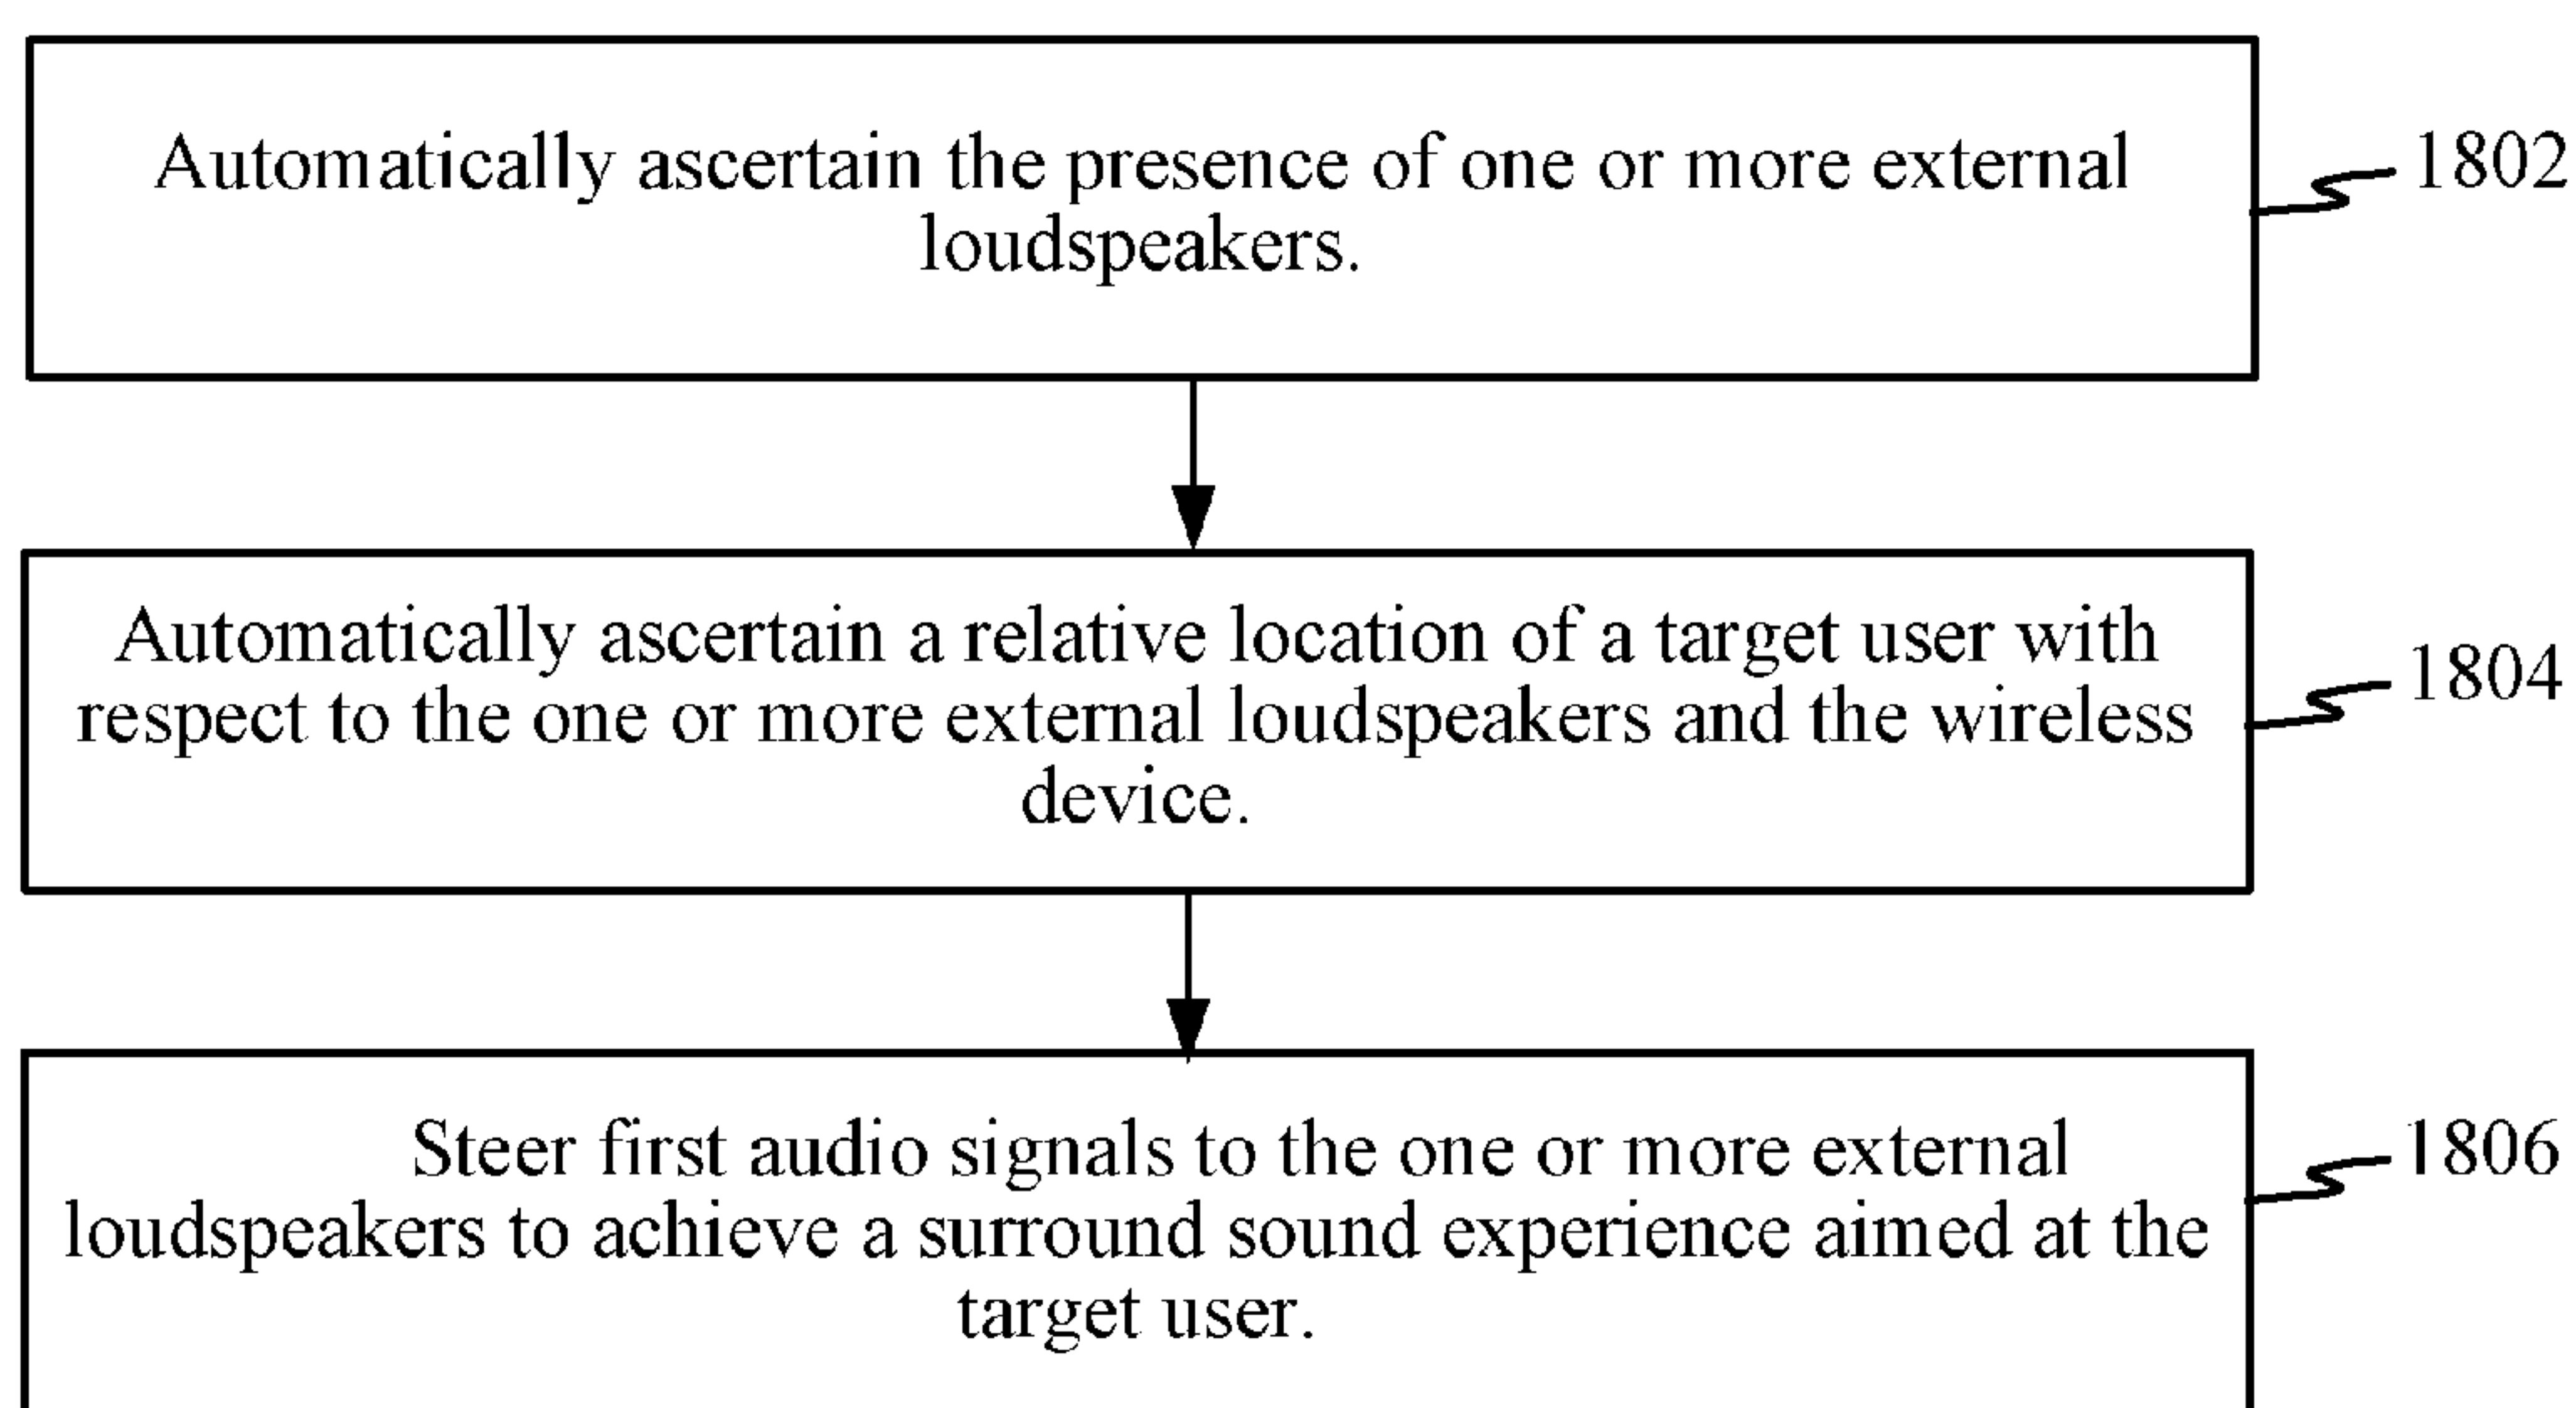 Automatically ascertain the presence of one or more external
loudspeakers.
1802
Automatically ascertain a relative location of a target user with
respect to the one or more external loudspeakers and the wireless
device.
1804
Steer first audio signals to the one or more external
loudspeakers to achieve a surround sound experience aimed at the
target user.
1806